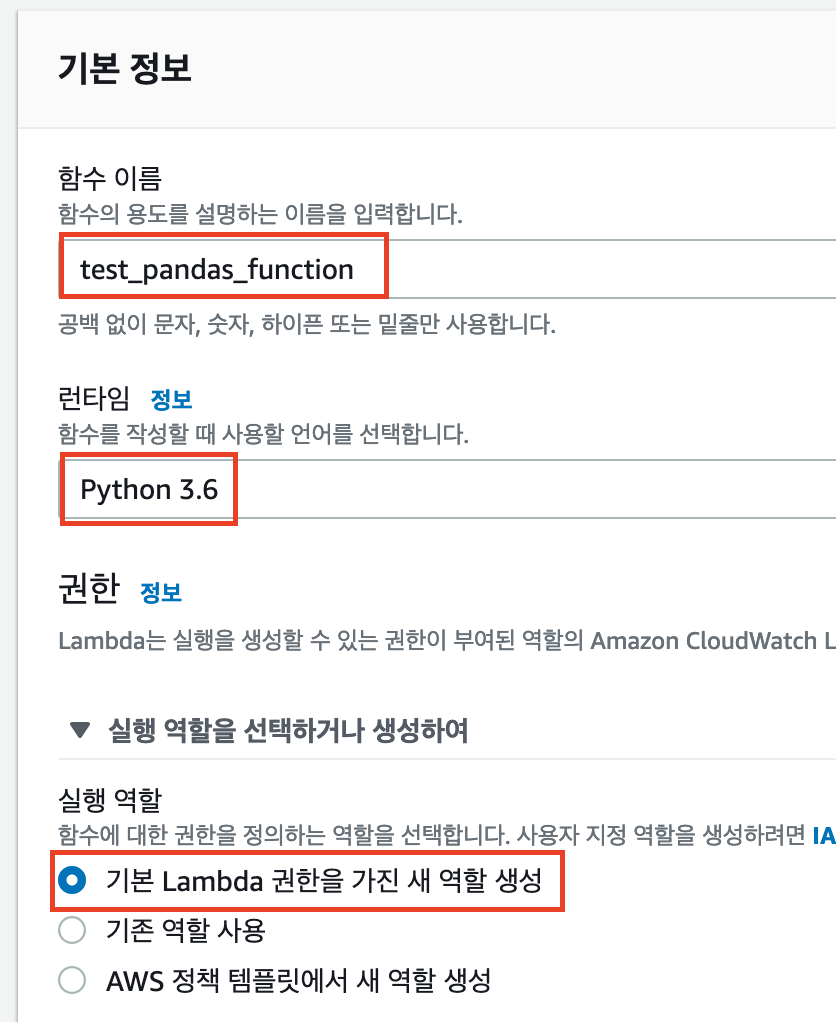 기본 정보
함수 이름
함수의 용도를 설명하는 이름을 입력합니다.
test_pandas_function
공백 없이 문자, 숫자, 하이픈 또는 밑줄만 사용합니다.
런타임 정보
함수를 작성할 때 사용할 언어를 선택합니다.
Python 3.6
권한 정보
Lambda는 실행을 생성할 수 있는 권한이 부여된 역할의 Amazon CloudWatch L
▼ 실행 역할을 선택하거나 생성하여
실행 역할
함수에 대한 권한을 정의하는 역할을 선택합니다. 사용자 지정 역할을 생성하려면 IA
기본 Lambda 권한을 가진 새 역할 생성
기존 역할 사용
AWS 정책 템플릿에서 새 역할 생성